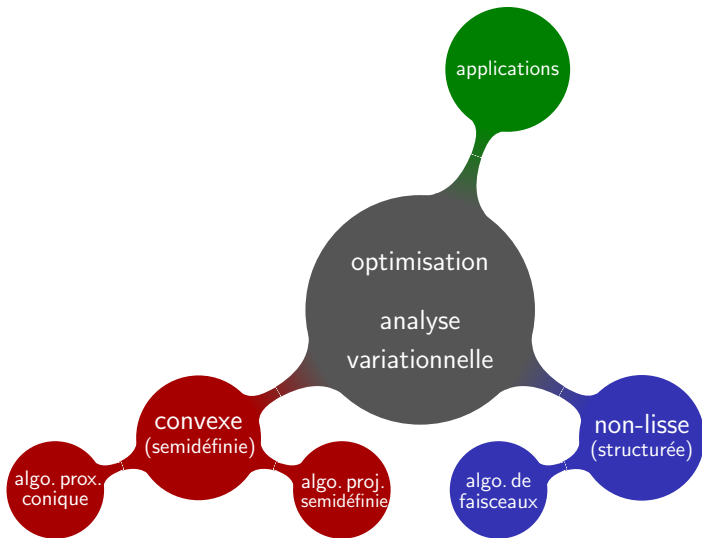 applications
optimisation
analyse
variationnelle
convexe
(semidéfinie)
non-lisse
(structurée)
algo. prox.
conique
algo. proj.
semidéfinie
algo. de
faisceaux